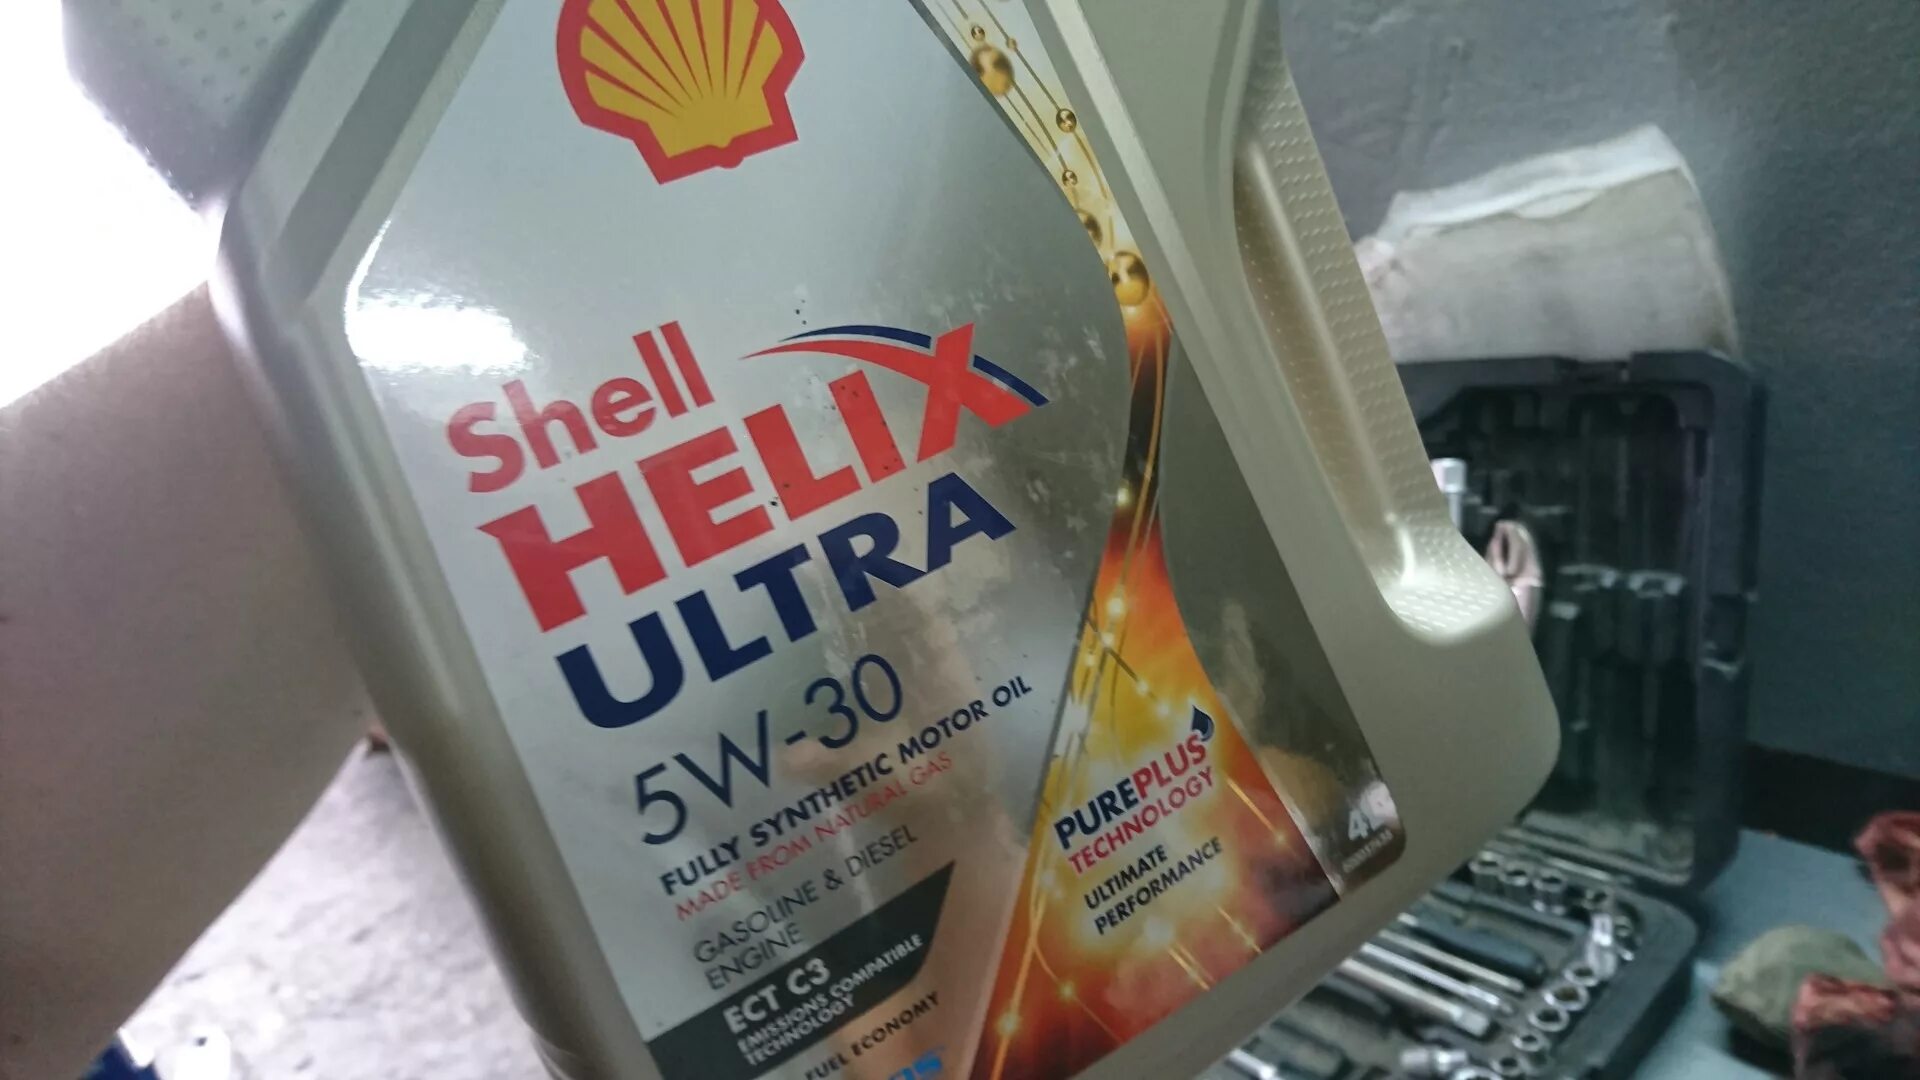 Shell
HELIX
ULTRA
5W-30
FULLY SYNTHETIC MOTOR OIL
MADE FROM NATURAL GAS
GASOLINE & DIESEL
ENGINE
ECT C3
EMISSIONS COMPATIBLE
TECHNOLOGY
FUEL ECONOMY
PUREPLUS
TECHNOLOGY
ULTIMATE
PERFORMANCE